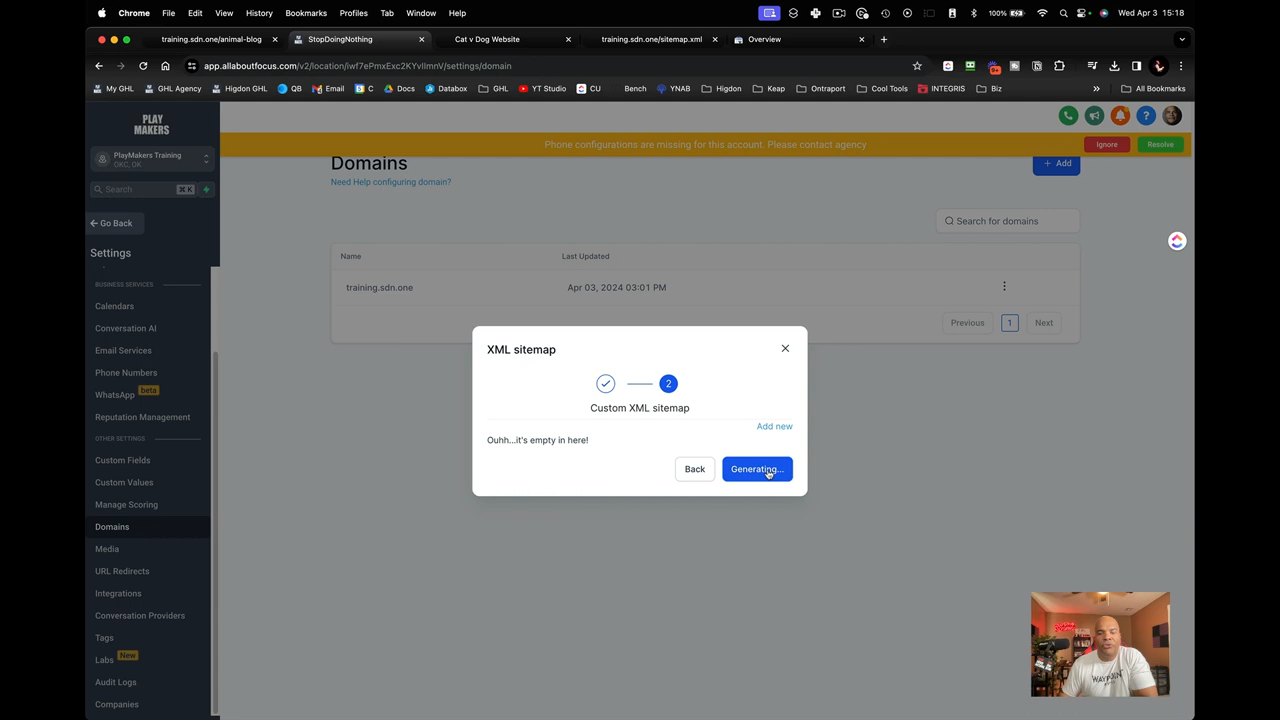 Chrome File Edit View History Bookmarks Profiles Tab Window Help 100% Wed Apr 3 15:18
training.sdn.one/animal-blog StopDoingNothing Cat v Dog Website training.sdn.one/sitemap.xml Overview
app.allaboutfocus.com/v2/location/iwf7ePmxExc2KYvIlmnV/settings/domain
My GHL GHL Agency Higdon GHL QB Email C Docs Databox GHL YT Studio CU Bench YNAB Higdon Keap Ontraport Cool Tools INTEGRIS Biz » All Bookmarks
PLAY
MAKERS
Phone configurations are missing for this account. Please contact agency Ignore Resolve
PlayMakers Training
OKC, OK
Domains
+ Add
Need Help configuring domain?
Search ⌘ K
Go Back
Search for domains
Settings
Name Last Updated
BUSINESS SERVICES
training.sdn.one Apr 03, 2024 03:01 PM
Calendars
Previous 1 Next
Conversation AI
Email Services
Phone Numbers
WhatsApp beta
Reputation Management
OTHER SETTINGS
Custom Fields
Custom Values
Manage Scoring
Domains
Media
URL Redirects
Integrations
Conversation Providers
Tags
Labs New
Audit Logs
Companies
XML sitemap
2
Custom XML sitemap
Add new
Ouhh...it's empty in here!
Back Generating...
WAYPOINT